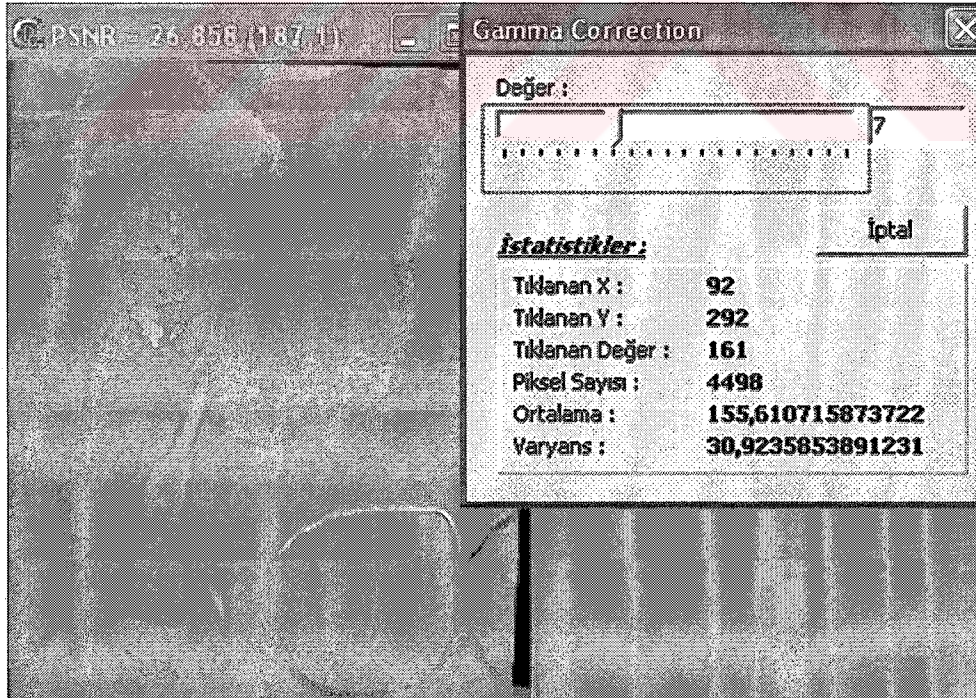 PSNR = 26,858 (187,1)
Gamma Correction
Değer :
7
İptal
İstatistikler :
Tıklanan X : 92
Tıklanan Y : 292
Tıklanan Değer : 161
Piksel Sayısı : 4498
Ortalama : 155,610715873722
Varyans : 30,9235853891231